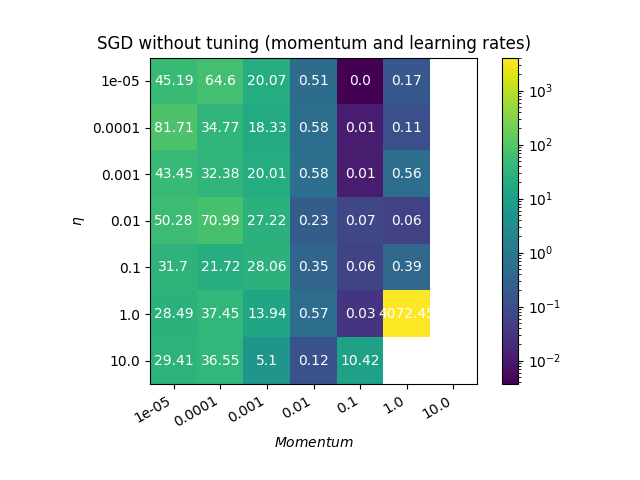 SGD without tuning (momentum and learning rates)
1e-05 45.19 64.6 20.07 0.51 0.0 0.17
0.0001 81.71 34.77 18.33 0.58 0.01 0.11
0.001 43.45 32.38 20.01 0.58 0.01 0.56
0.01 50.28 70.99 27.22 0.23 0.07 0.06
0.1 31.7 21.72 28.06 0.35 0.06 0.39
1.0 28.49 37.45 13.94 0.57 0.03 4072.45
10.0 29.41 36.55 5.1 0.12 10.42
η
1e-05 0.0001 0.001 0.01 0.1 1.0 10.0
Momentum
10³
10²
10¹
10⁰
10⁻¹
10⁻²